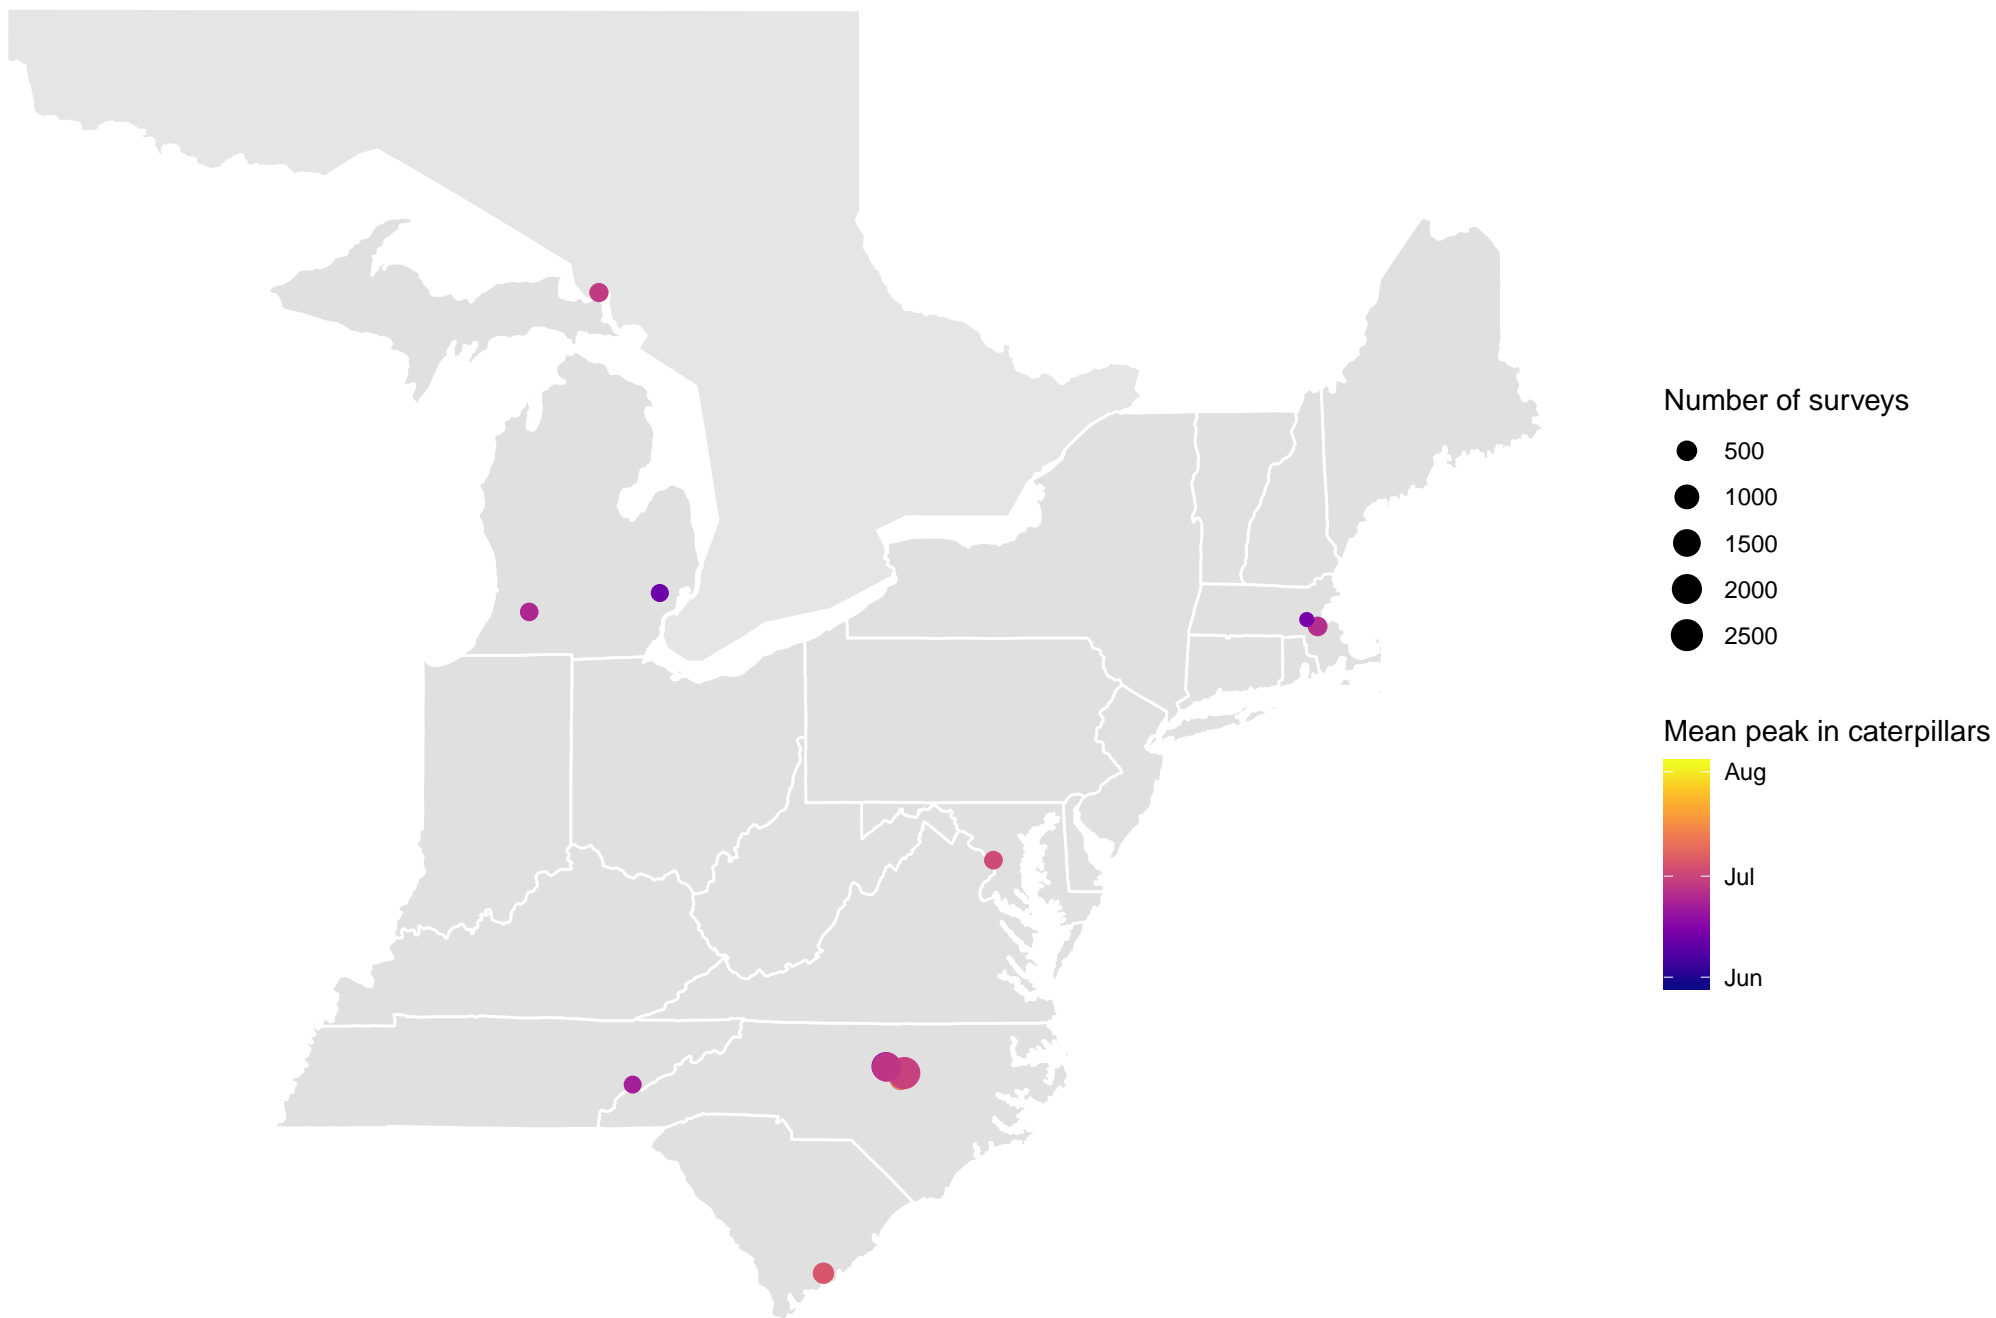 Number of surveys
500
1000
1500
2000
2500
Mean peak in caterpillars
Aug
Jul
Jun